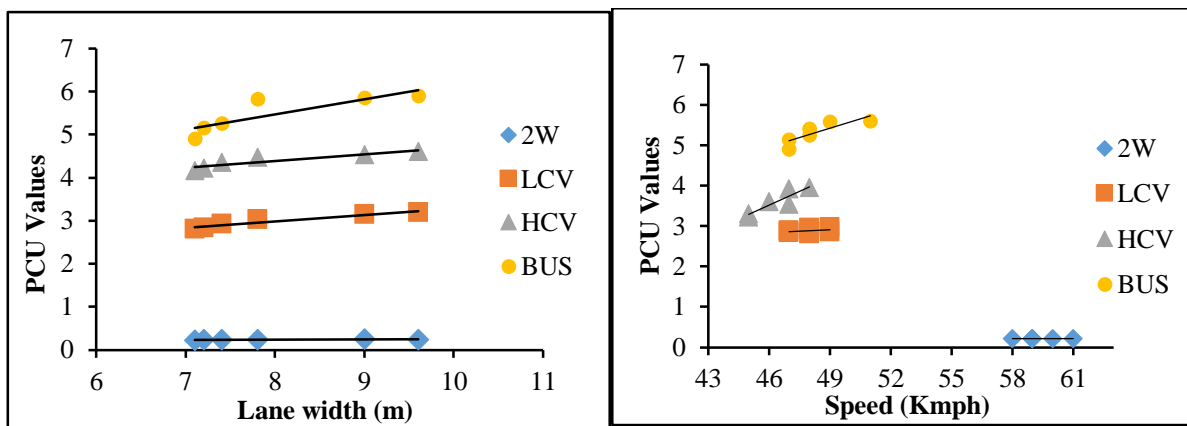 PCU Values
7
6
5
4
3
2
1
0
6 7 8 9 10 11
Lane width (m)
2W
LCV
HCV
BUS
PCU Values
7
6
5
4
3
2
1
0
43 46 49 52 55 58 61
Speed (Kmph)
2W
LCV
HCV
BUS